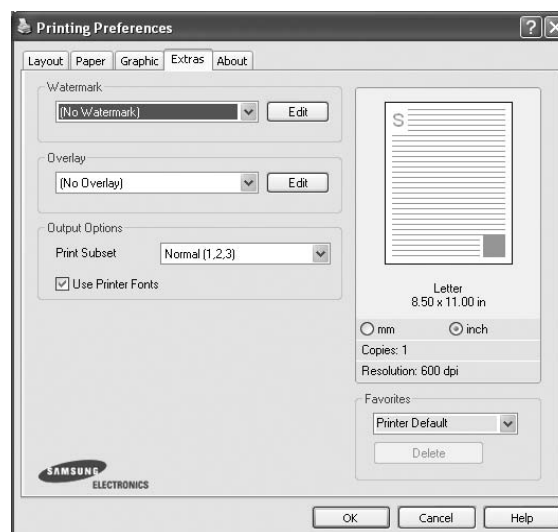 Printing Preferences
Layout Paper Graphic Extras About
Watermark
(No Watermark) Edit
Overlay
(No Overlay) Edit
Output Options
Print Subset Normal (1,2,3)
Use Printer Fonts
S
Letter
8.50 x 11.00 in
mm inch
Copies: 1
Resolution: 600 dpi
Favorites
Printer Default
Delete
SAMSUNG
ELECTRONICS
OK Cancel Help